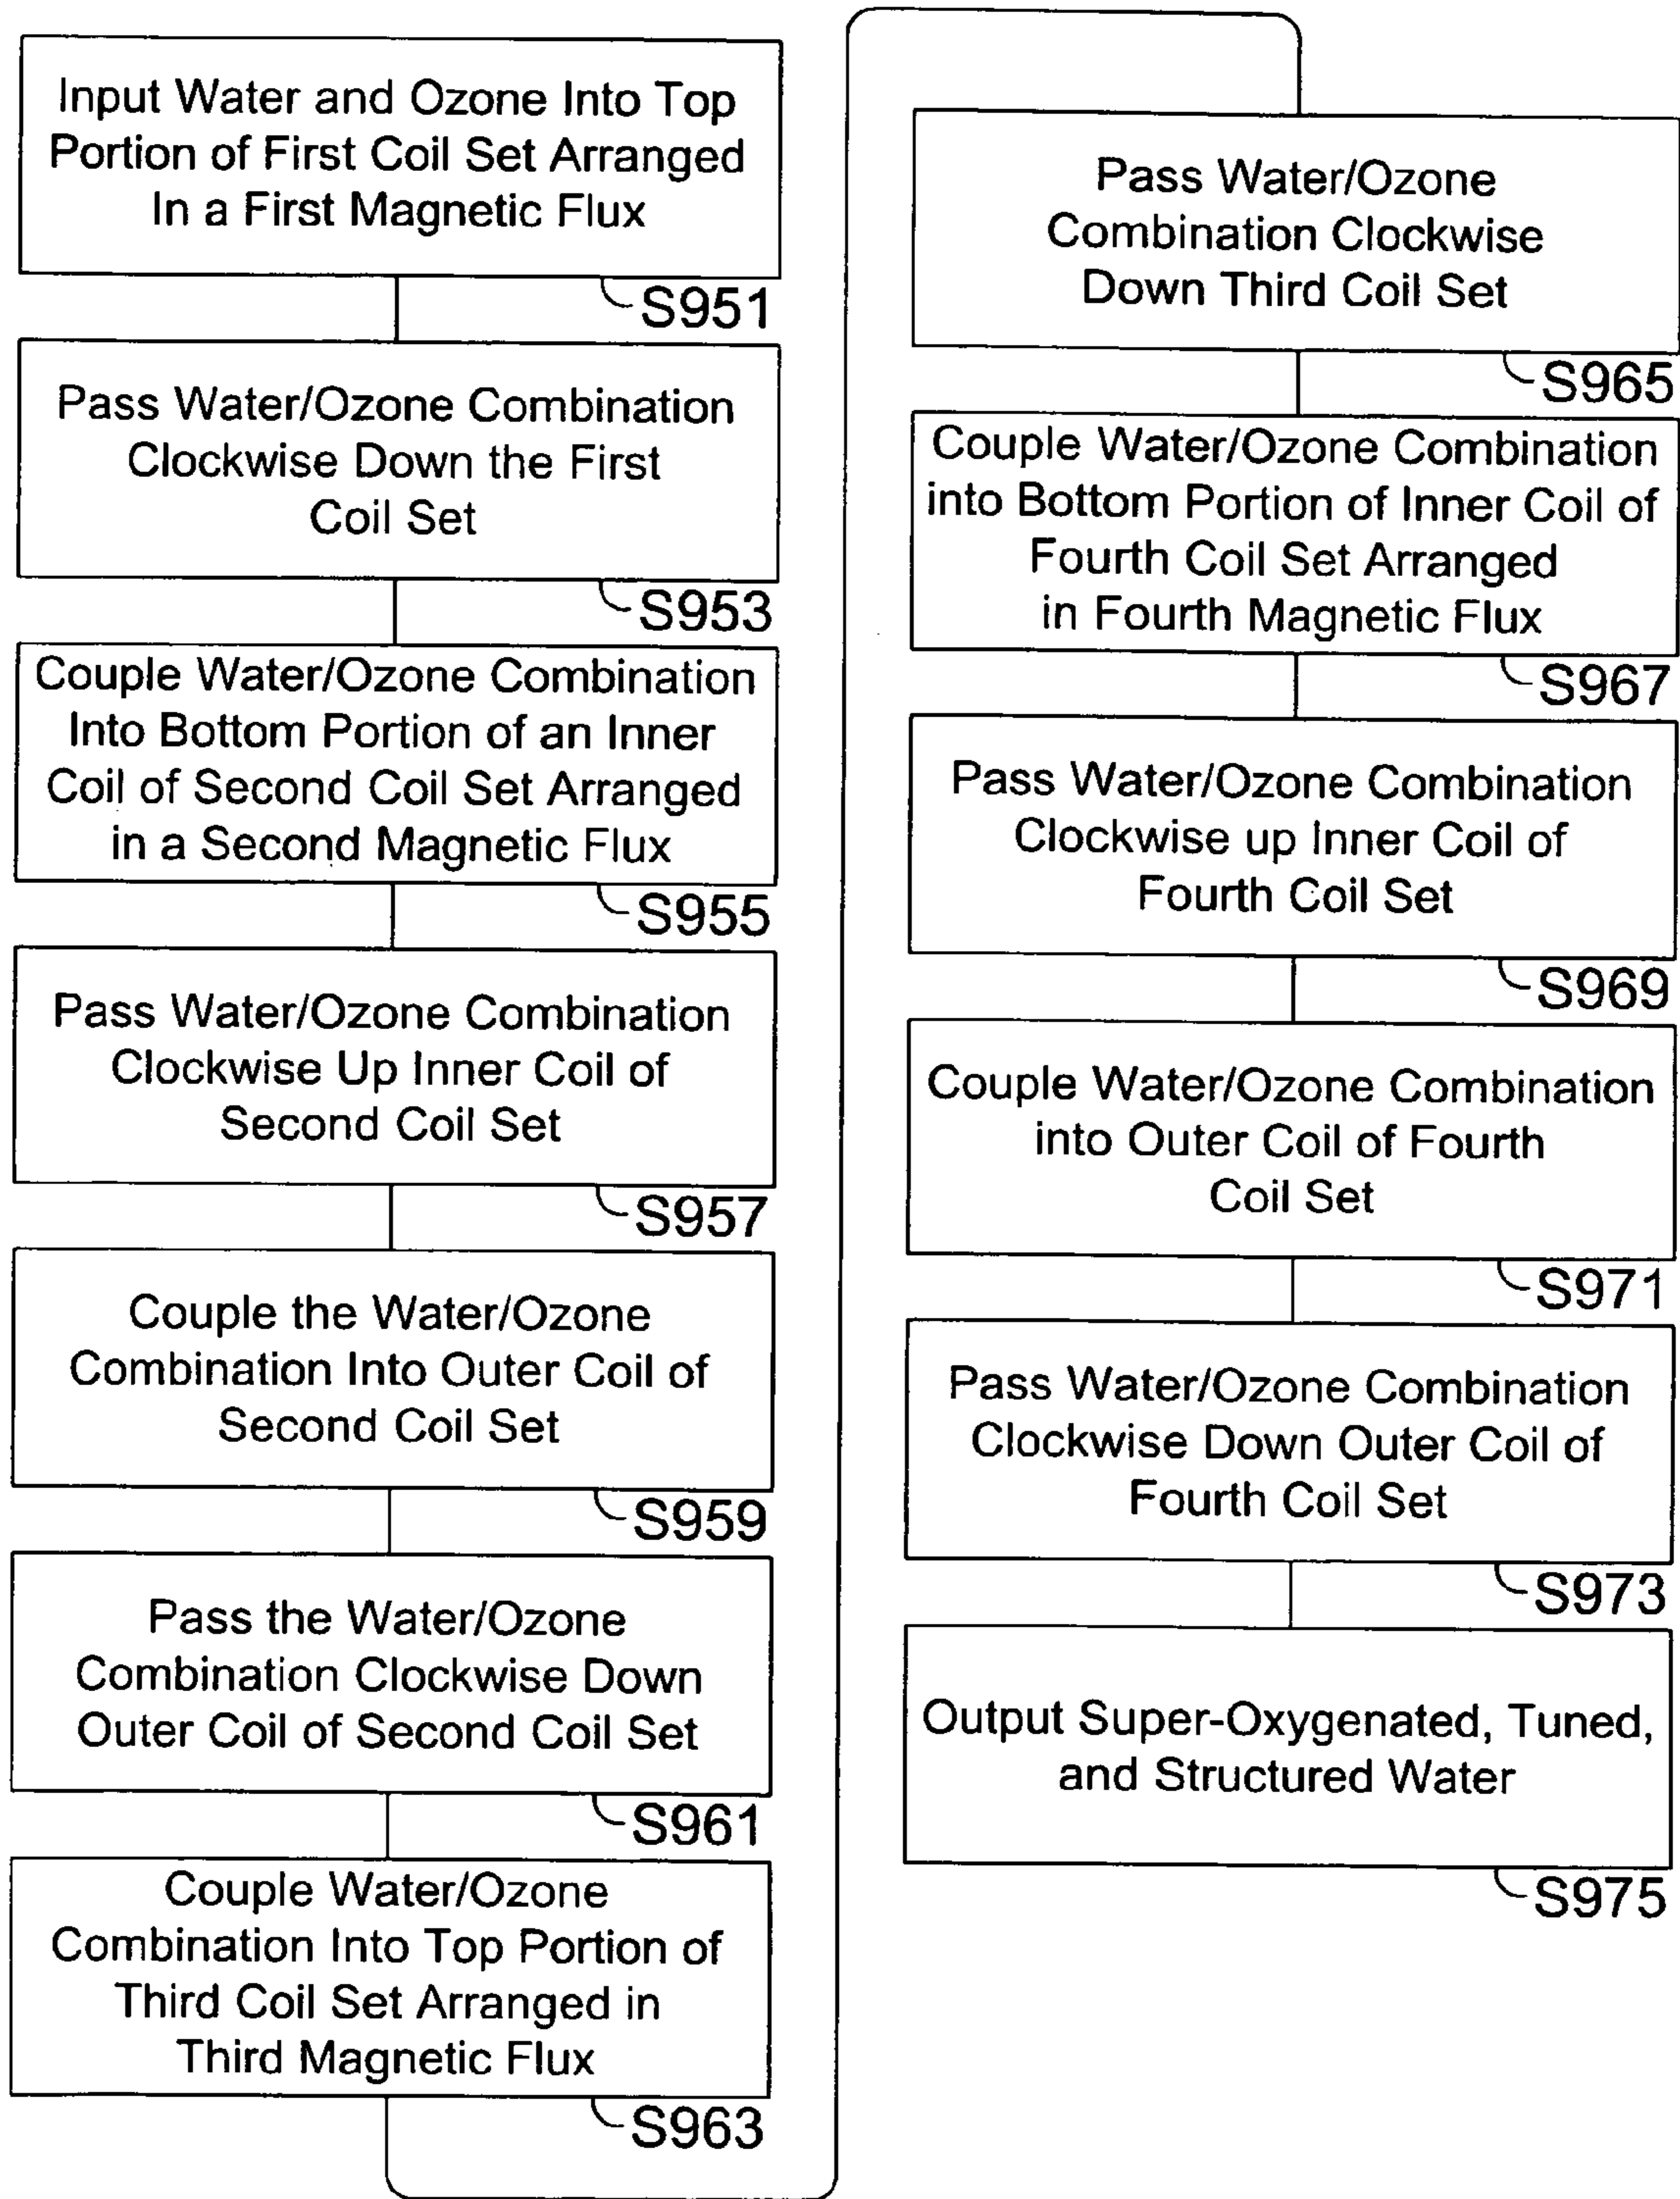 Input Water and Ozone Into Top
Portion of First Coil Set Arranged
In a First Magnetic Flux
S951
Pass Water/Ozone Combination
Clockwise Down the First
Coil Set
S953
Couple Water/Ozone Combination
Into Bottom Portion of an Inner
Coil of Second Coil Set Arranged
in a Second Magnetic Flux
S955
Pass Water/Ozone Combination
Clockwise Up Inner Coil of
Second Coil Set
S957
Couple the Water/Ozone
Combination Into Outer Coil of
Second Coil Set
S959
Pass the Water/Ozone
Combination Clockwise Down
Outer Coil of Second Coil Set
S961
Couple Water/Ozone
Combination Into Top Portion of
Third Coil Set Arranged in
Third Magnetic Flux
S963
Pass Water/Ozone
Combination Clockwise
Down Third Coil Set
S965
Couple Water/Ozone Combination
into Bottom Portion of Inner Coil of
Fourth Coil Set Arranged
in Fourth Magnetic Flux
S967
Pass Water/Ozone Combination
Clockwise up Inner Coil of
Fourth Coil Set
S969
Couple Water/Ozone Combination
into Outer Coil of Fourth
Coil Set
S971
Pass Water/Ozone Combination
Clockwise Down Outer Coil of
Fourth Coil Set
S973
Output Super-Oxygenated, Tuned,
and Structured Water
S975